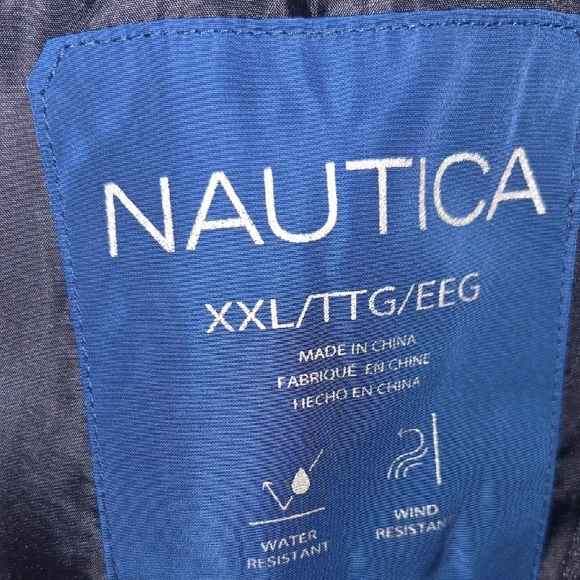 NAUTICA
XXL/TTG/EEG
MADE IN CHINA
FABRIQUÉ EN CHINE
HECHO EN CHINA
WATER
RESISTANT
WIND
RESISTANT